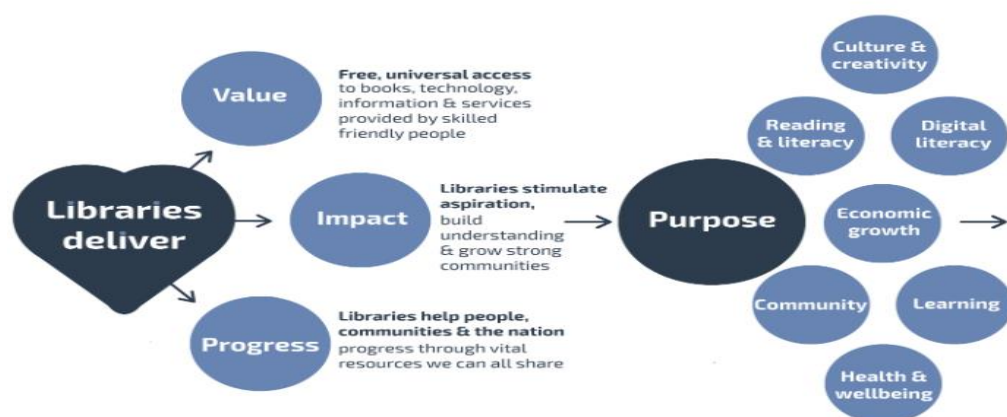 Libraries
deliver
Value
Free, universal access
to books, technology,
information & services
provided by skilled
friendly people
Impact
Libraries stimulate
aspiration,
build
understanding
& grow strong
communities
Progress
Libraries help people,
communities & the nation
progress through vital
resources we can all share
Purpose
Culture &
creativity
Reading
& literacy
Digital
literacy
Economic
growth
Community
Learning
Health &
wellbeing